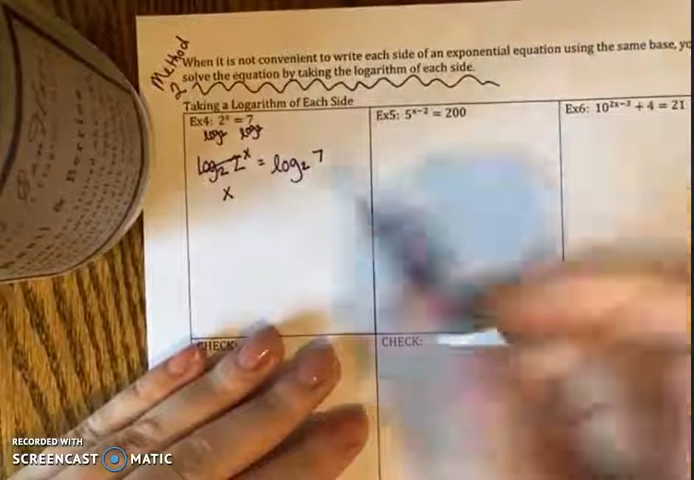 Method
2
When it is not convenient to write each side of an exponential equation using the same base, yo
solve the equation by taking the logarithm of each side.
Taking a Logarithm of Each Side
Ex4: 2ˣ = 7
log₂ log₂
log₂ 2ˣ = log₂ 7
x
Ex5: 5ˣ⁻² = 200
Ex6: 10²ˣ⁻³ + 4 = 21
CHECK:
CHECK:
RECORDED WITH
SCREENCAST MATIC